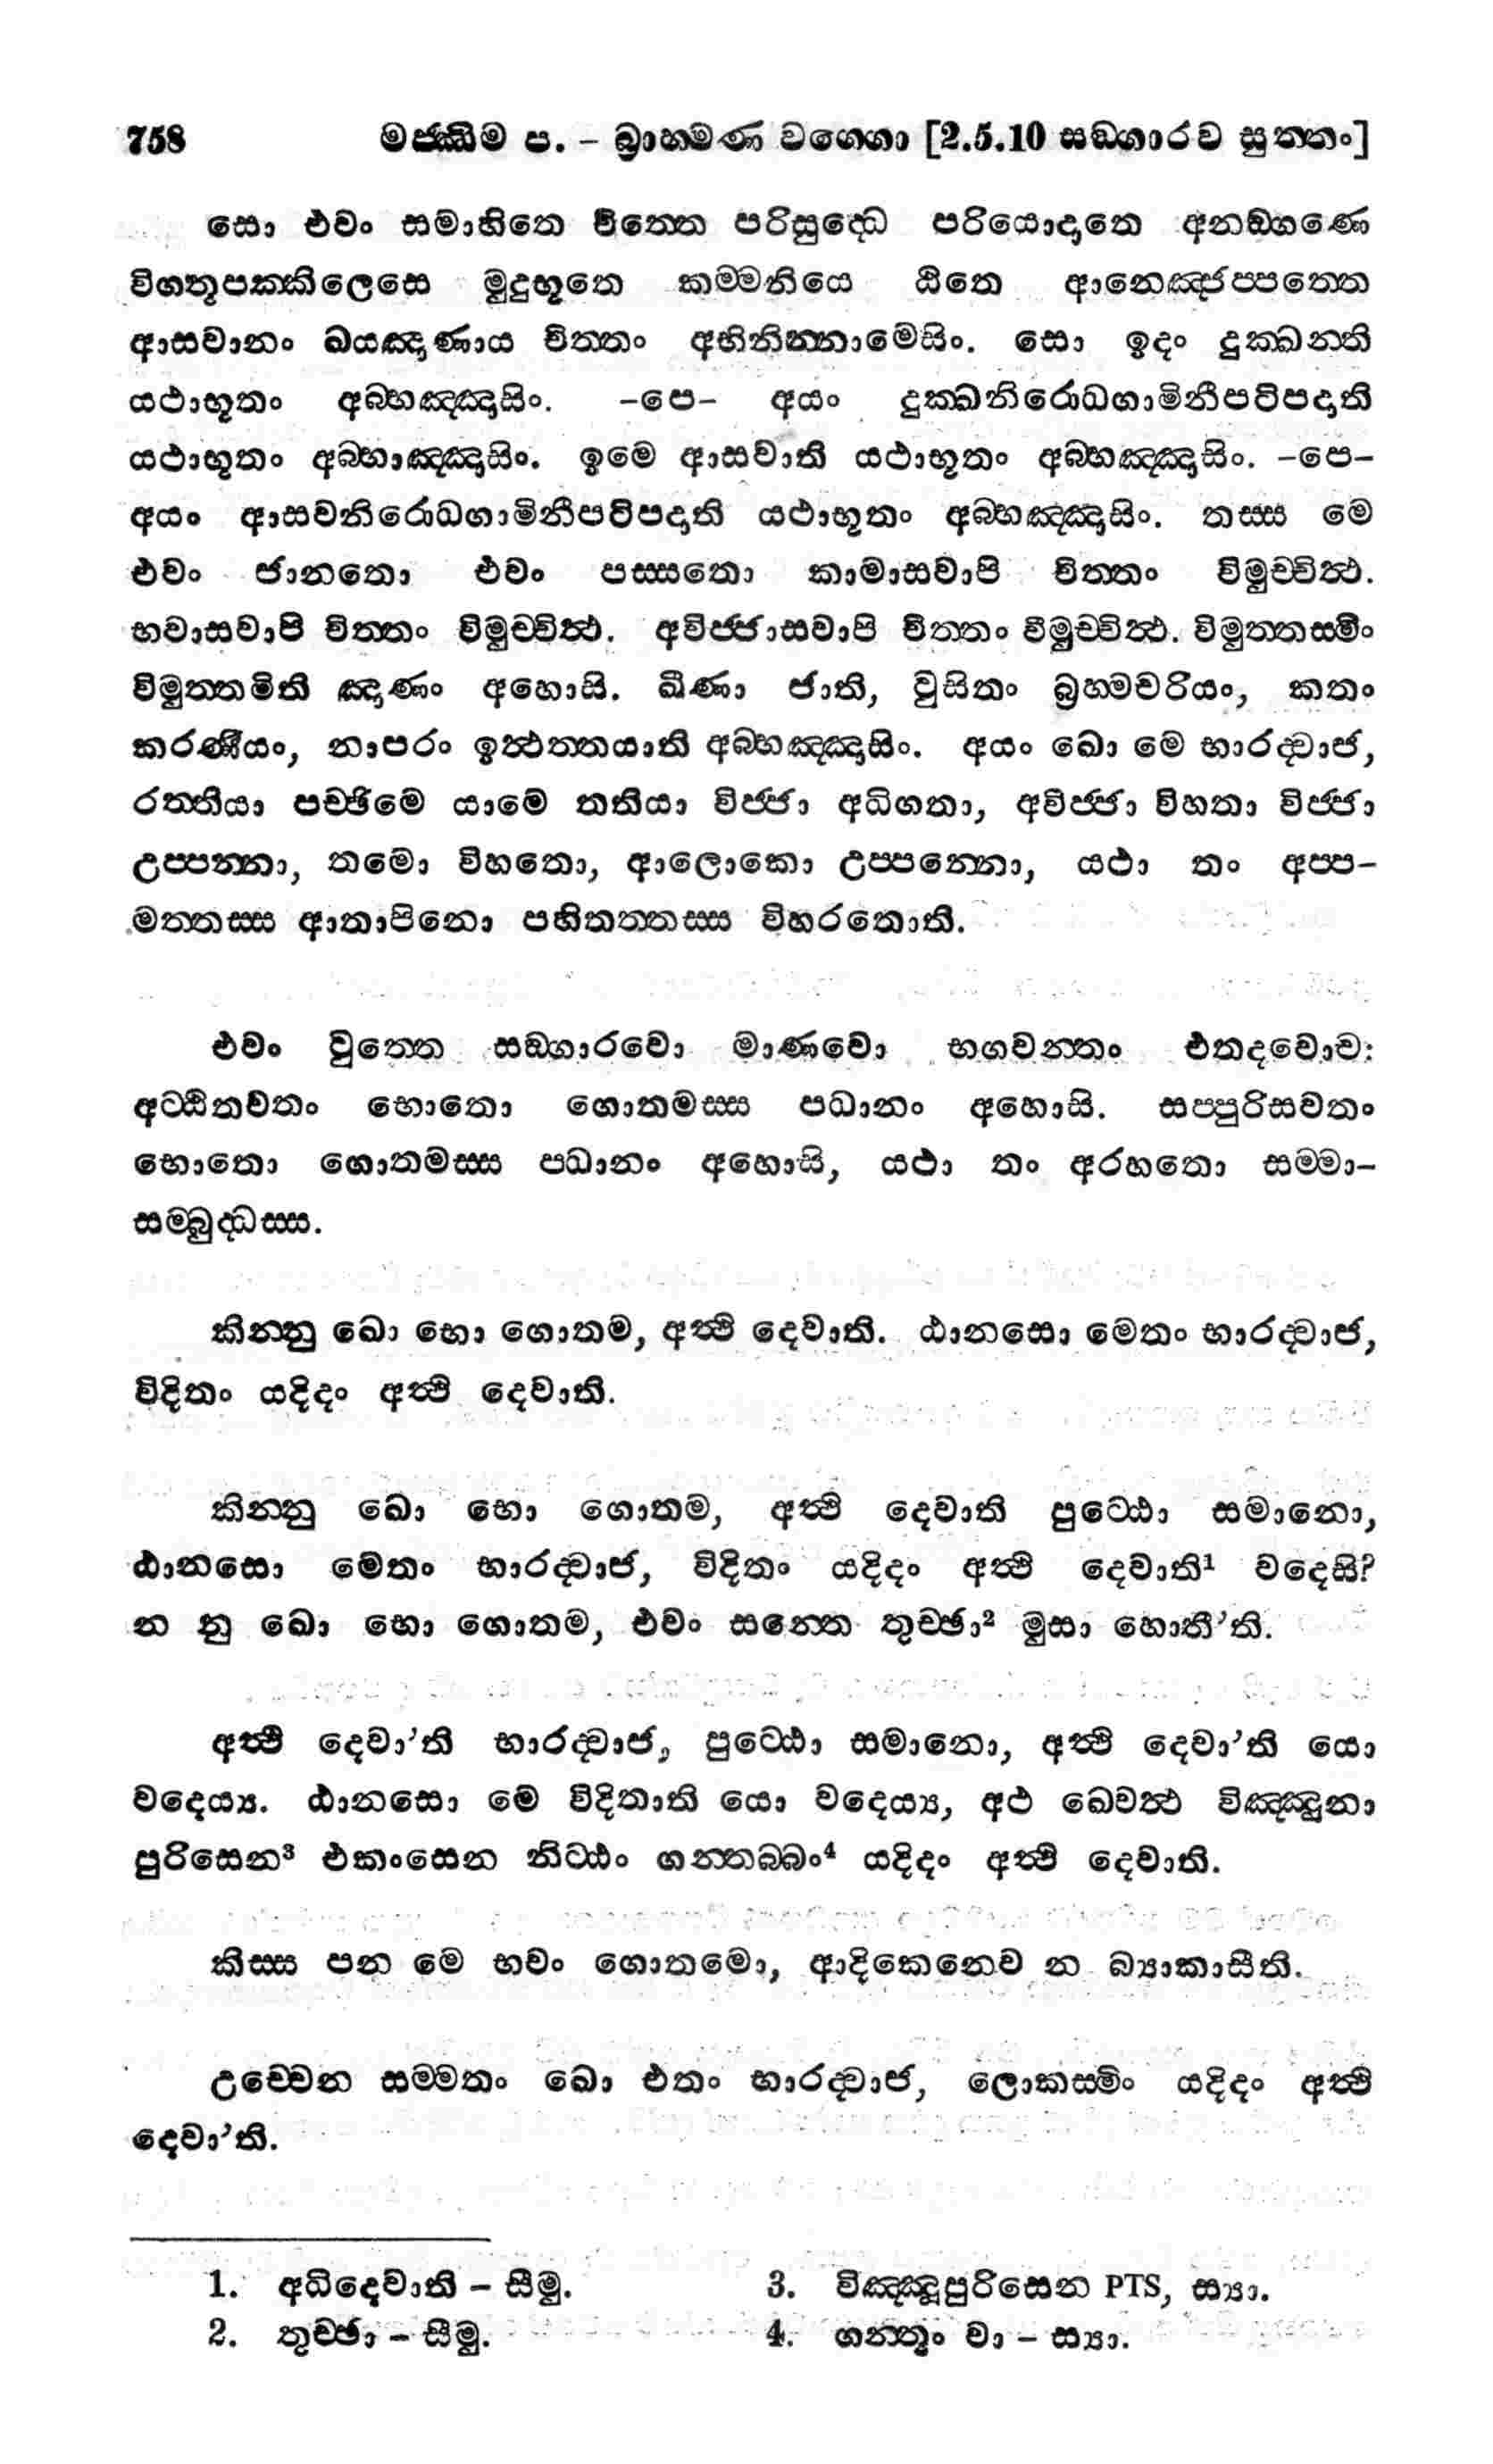 758 මජ්ඣිම ප. – බ්‍රාහ්මණ වග්ගො [2.5.10 සඞ්ගාරව සුත්තං]
සො එවං සමාහිතෙ චිත්තෙ පරිසුද්ධෙ පරියොදාතෙ අනඞ්ගණෙ
විගතූපක්කිලෙසෙ මුදුභූතෙ කම්මනියෙ ඨිතෙ ආනෙඤ්ජප්පත්තෙ
ආසවානං ඛයඤාණාය චිත්තං අභිනින්නාමෙසිං. සො ඉදං දුක්ඛන්ති
යථාභූතං අබ්භඤ්ඤාසිං. –පෙ– අයං දුක්ඛනිරොධගාමිනීපටිපදාති
යථාභූතං අබ්භාඤ්ඤාසිං. ඉමෙ ආසවාති යථාභූතං අබ්භඤ්ඤාසිං. –පෙ–
අයං ආසවනිරොධගාමිනීපටිපදාති යථාභූතං අබ්භඤ්ඤාසිං. තස්ස මෙ
එවං ජානතො එවං පස්සතො කාමාසවාපි චිත්තං විමුච්චිත්ථ.
භවාසවාපි චිත්තං විමුච්චිත්ථ. අවිජ්ජාසවාපි චිත්තං විමුච්චිත්ථ. විමුත්තස්මිං
විමුත්තමිති ඤාණං අහොසි. ඛීණා ජාති, වුසිතං බ්‍රහ්මචරියං, කතං
කරණීයං, නාපරං ඉත්ථත්තයාති අබ්භඤ්ඤාසිං. අයං ඛො මෙ භාරද්වාජ,
රත්තියා පච්ඡිමෙ යාමෙ තතියා විජ්ජා අධිගතා, අවිජ්ජා විහතා විජ්ජා
උප්පන්නා, තමො විහතො, ආලොකො උප්පන්නො, යථා තං අප්ප–
මත්තස්ස ආතාපිනො පහිතත්තස්ස විහරතොති.
එවං වුත්තෙ සඞ්ගාරවො මාණවො භගවන්තං එතදවොච:
අට්ඨිතවතං භොතො ගොතමස්ස පධානං අහොසි. සප්පුරිසවතං
භොතො ගොතමස්ස පධානං අහොසි, යථා තං අරහතො සම්මා–
සම්බුද්ධස්ස.
කින්නු ඛො භො ගොතම, අත්ථි දෙවාති. ඨානසො මෙතං භාරද්වාජ,
විදිතං යදිදං අත්ථි දෙවාති.
කින්නු ඛො භො ගොතම, අත්ථි දෙවාති පුට්ඨො සමානො,
ඨානසො මෙතං භාරද්වාජ, විදිතං යදිදං අත්ථි දෙවාති¹ වදෙසි?
න නු ඛො භො ගොතම, එවං සන්තෙ තුච්ඡා² මුසා හොතී’ති.
අත්ථි දෙවා’ති භාරද්වාජ, පුට්ඨො සමානො, අත්ථි දෙවා’ති යො
වදෙය්‍ය. ඨානසො මෙ විදිතාති යො වදෙය්‍ය, අථ ඛෙවත්ථ විඤ්ඤුනා
පුරිසෙන³ එකංසෙන නිට්ඨං ගන්තබ්බං⁴ යදිදං අත්ථි දෙවාති.
කිස්ස පන මෙ භවං ගොතමො, ආදිකෙනෙව න බ්‍යාකාසීති.
උච්චෙන සම්මතං ඛො එතං භාරද්වාජ, ලොකස්මිං යදිදං අත්ථි
දෙවා’ති.
1. අධිදෙවාති – සීමු. 3. විඤ්ඤූපුරිසෙන PTS, ස්‍යා.
2. තුච්ඡං – සීමු. 4. ගන්තුං වා – ස්‍යා.